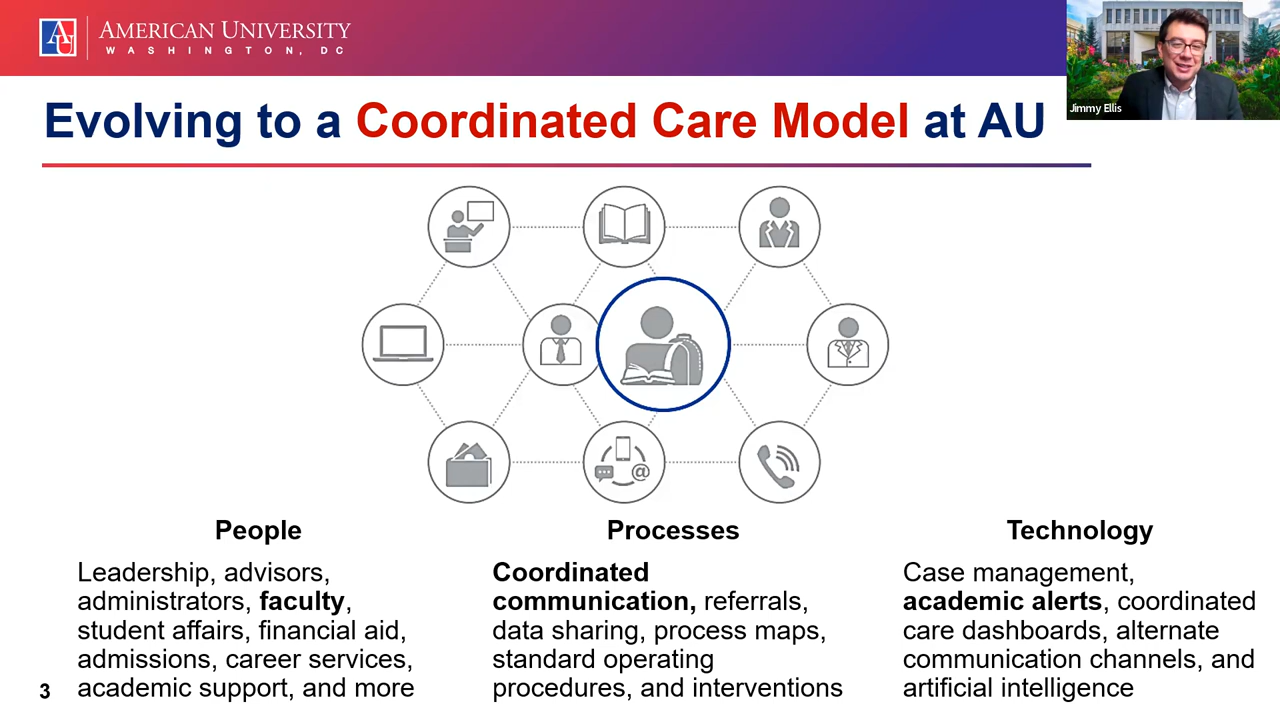 AU
AMERICAN UNIVERSITY
WASHINGTON, DC
Jimmy Ellis
Evolving to a Coordinated Care Model at AU
@
People
Leadership, advisors,
administrators, faculty,
student affairs, financial aid,
admissions, career services,
academic support, and more
Processes
Coordinated
communication, referrals,
data sharing, process maps,
standard operating
procedures, and interventions
Technology
Case management,
academic alerts, coordinated
care dashboards, alternate
communication channels, and
artificial intelligence
3